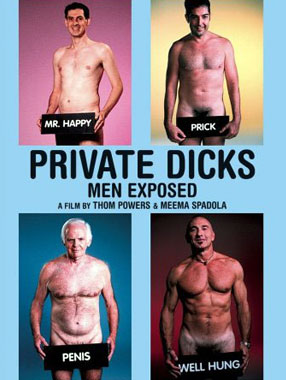 MR. HAPPY
PRICK
PRIVATE DICKS
MEN EXPOSED
A FILM BY THOM POWERS & MEEMA SPADOLA
PENIS
WELL HUNG